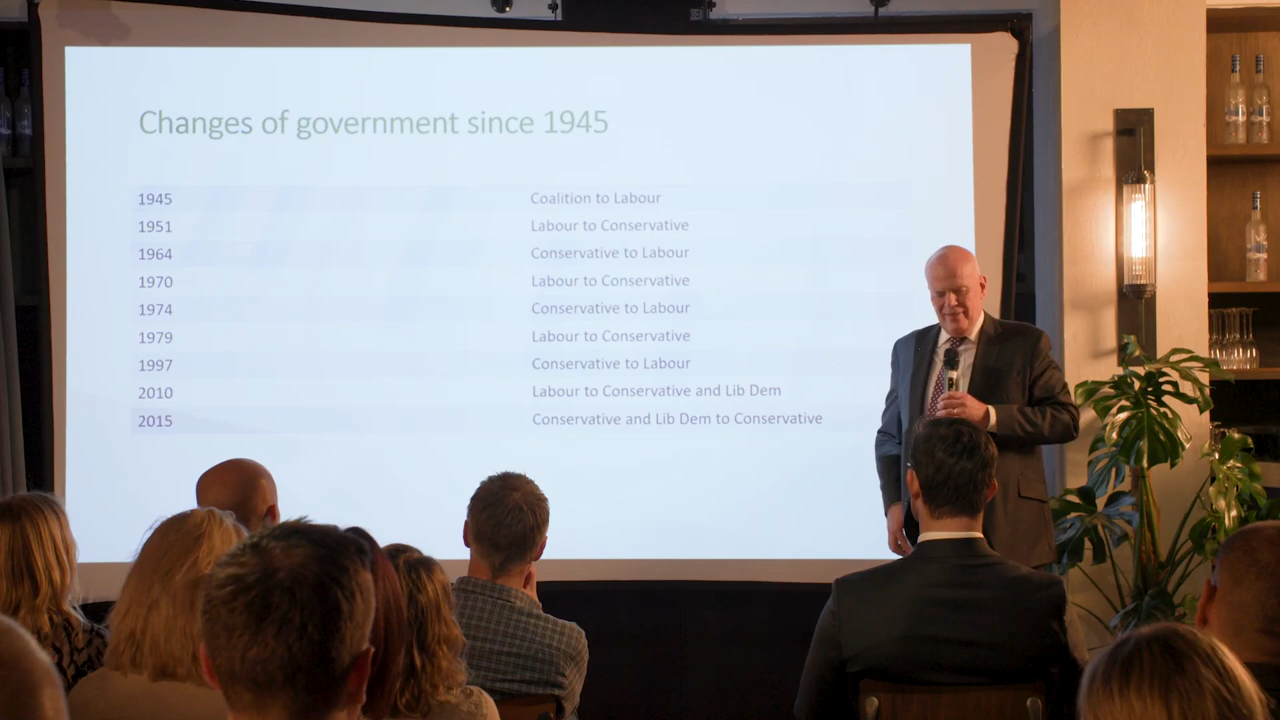 Changes of government since 1945
1945 Coalition to Labour
1951 Labour to Conservative
1964 Conservative to Labour
1970 Labour to Conservative
1974 Conservative to Labour
1979 Labour to Conservative
1997 Conservative to Labour
2010 Labour to Conservative and Lib Dem
2015 Conservative and Lib Dem to Conservative